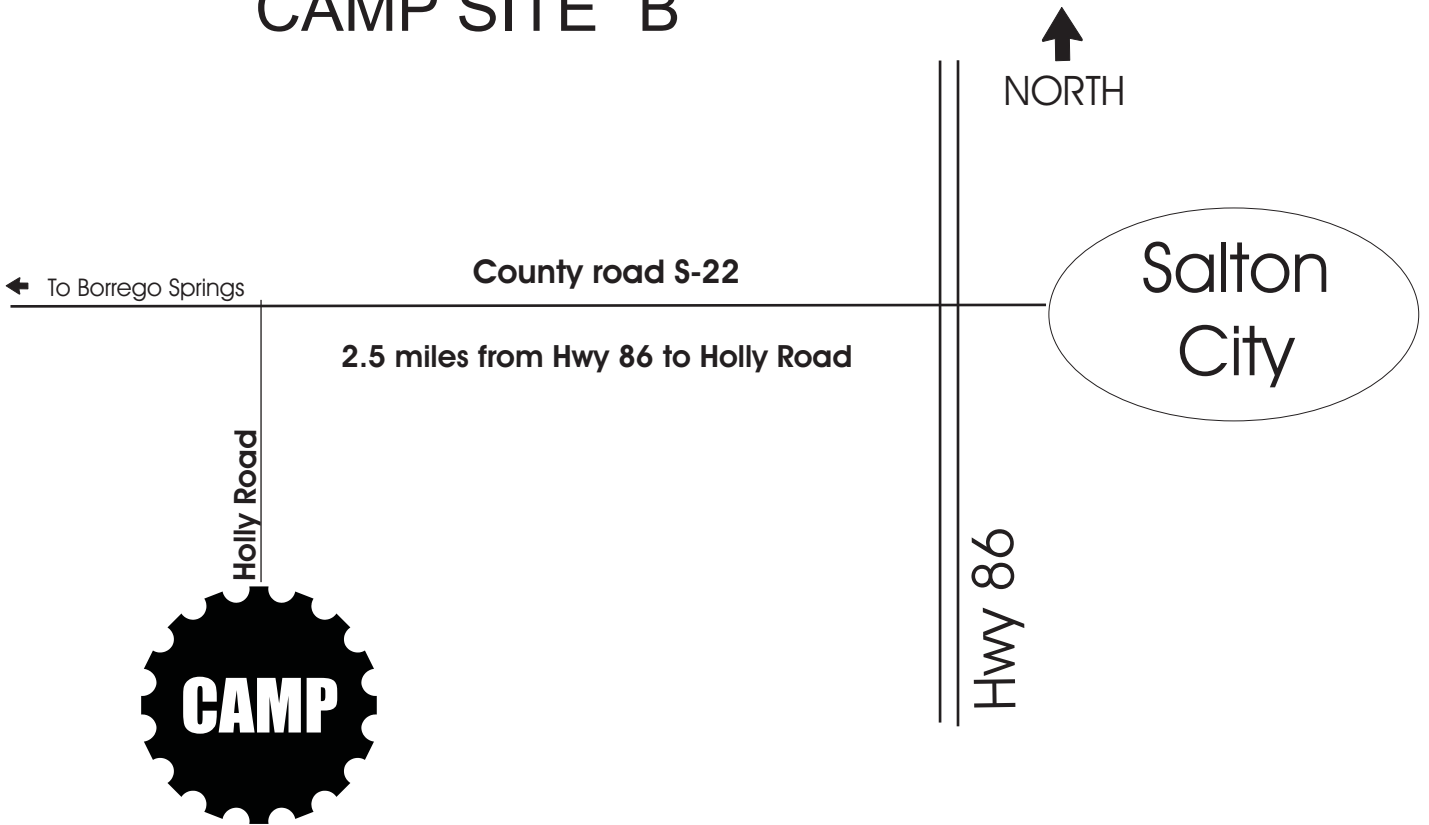 CAMP SITE "B"
NORTH
Salton
City
County road S-22
To Borrego Springs
2.5 miles from Hwy 86 to Holly Road
Holly Road
Hwy 86
CAMP